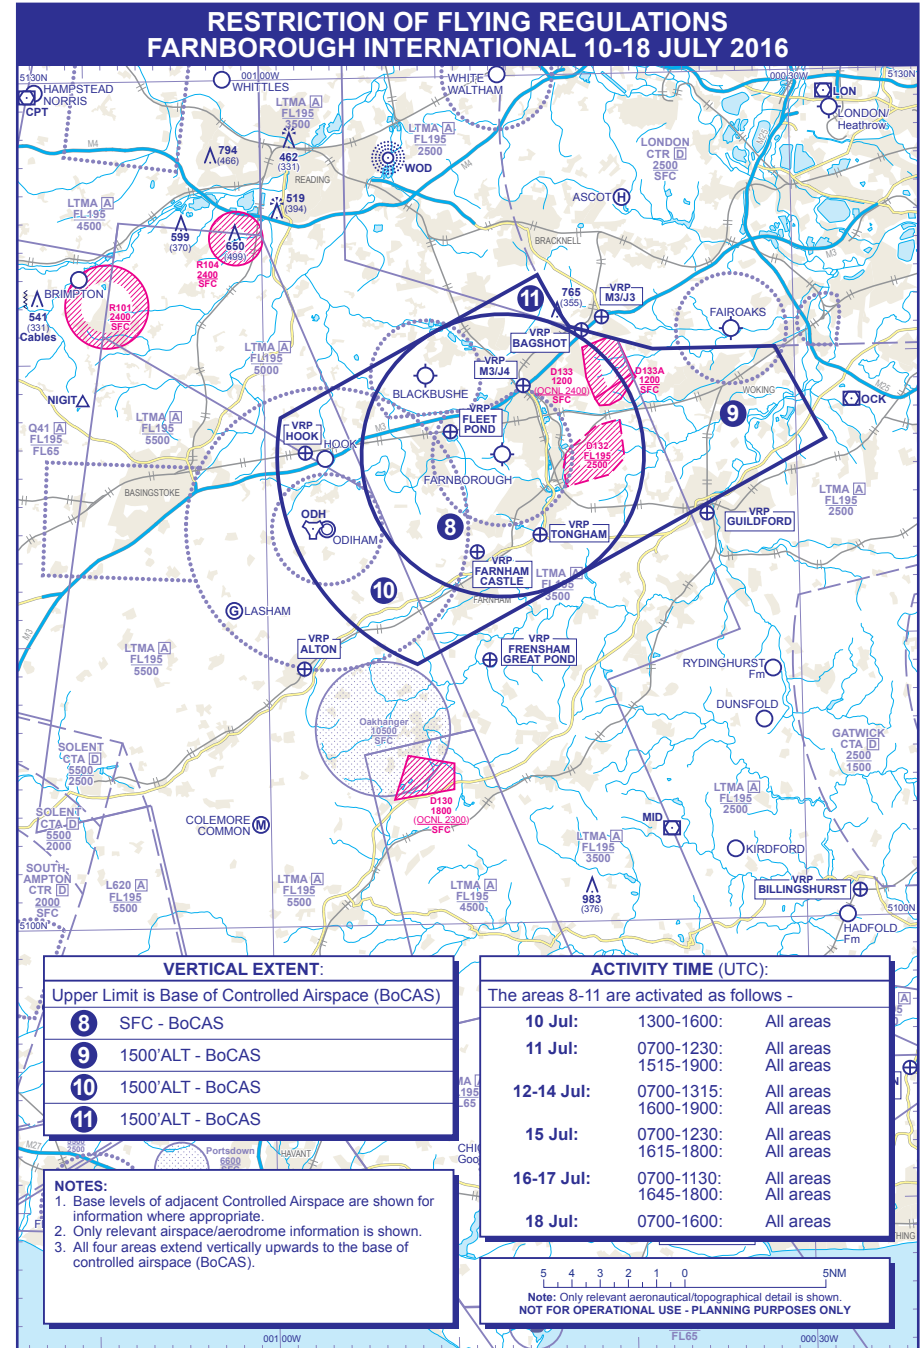 RESTRICTION OF FLYING REGULATIONS
FARNBOROUGH INTERNATIONAL 10-18 JULY 2016
5130N
001 00W
000 30W
5130N
HAMPSTEAD
NORRIS
CPT
WHITTLES
WHITE
WALTHAM
LON
LONDON/
Heathrow
LTMA A
FL195
3500
LTMA A
FL195
2500
LONDON
CTR D
2500
SFC
M4
794
(466)
462
(331)
WOD
M4
M25
READING
519
(394)
ASCOT H
LTMA A
FL195
4500
599
(370)
650
(499)
R104
2400
SFC
BRACKNELL
M3
BRIMPTON
541
(331)
Cables
R101
2400
SFC
11
765
(355)
VRP
M3/J3
FAIROAKS
VRP
BAGSHOT
LTMA A
FL195
5000
VRP
M3/J4
D133
1200
(OCNL 2400)
SFC
D133A
1200
SFC
BLACKBUSHE
WOKING
M25
NIGIT
OCK
9
Q41 A
FL195
FL65
LTMA A
FL195
5500
VRP
HOOK
HOOK
M3
VRP
FLEET
POND
D132
FL195
2500
FARNBOROUGH
BASINGSTOKE
LTMA A
FL195
2500
ODH
ODIHAM
8
VRP
TONGHAM
VRP
GUILDFORD
VRP
FARNHAM
CASTLE
LTMA A
FL195
3500
10
FARNHAM
G LASHAM
M3
VRP
ALTON
VRP
FRENSHAM
GREAT POND
LTMA A
FL195
5500
RYDINGHURST
Fm
DUNSFOLD
Oakhanger
10500
SFC
GATWICK
CTA D
2500
1500
SOLENT
CTA D
5500
2500
D130
1800
(OCNL 2300)
SFC
LTMA A
FL195
2500
SOLENT
CTA D
5500
2000
COLEMORE
COMMON M
MID
LTMA A
FL195
3500
KIRDFORD
SOUTH-
AMPTON
CTR D
2000
SFC
L620 A
FL195
5500
LTMA A
FL195
5500
LTMA A
FL195
4500
983
(376)
VRP
BILLINGSHURST
5100N
5100N
HADFOLD
Fm
VERTICAL EXTENT:
Upper Limit is Base of Controlled Airspace (BoCAS)
8 SFC - BoCAS
9 1500'ALT - BoCAS
10 1500'ALT - BoCAS
11 1500'ALT - BoCAS
ACTIVITY TIME (UTC):
The areas 8-11 are activated as follows -
10 Jul: 1300-1600: All areas
11 Jul: 0700-1230: All areas
1515-1900: All areas
12-14 Jul: 0700-1315: All areas
1600-1900: All areas
15 Jul: 0700-1230: All areas
1615-1800: All areas
16-17 Jul: 0700-1130: All areas
1645-1800: All areas
18 Jul: 0700-1600: All areas
M27
2500
Portsdown
6600
HAVANT
NOTES:
1. Base levels of adjacent Controlled Airspace are shown for
information where appropriate.
2. Only relevant airspace/aerodrome information is shown.
3. All four areas extend vertically upwards to the base of
controlled airspace (BoCAS).
5 4 3 2 1 0 5NM
Note: Only relevant aeronautical/topographical detail is shown.
NOT FOR OPERATIONAL USE - PLANNING PURPOSES ONLY
FL65
001 00W
000 30W